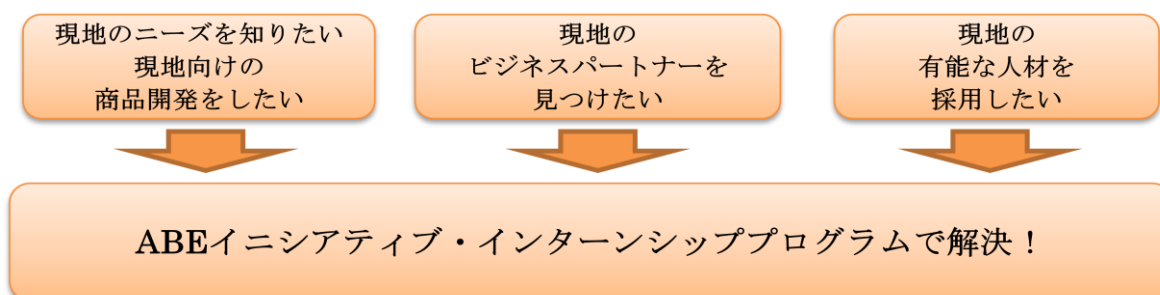 現地のニーズを知りたい
現地向けの
商品開発をしたい
現地の
ビジネスパートナーを
見つけたい
現地の
有能な人材を
採用したい
ABEイニシアティブ・インターンシッププログラムで解決！